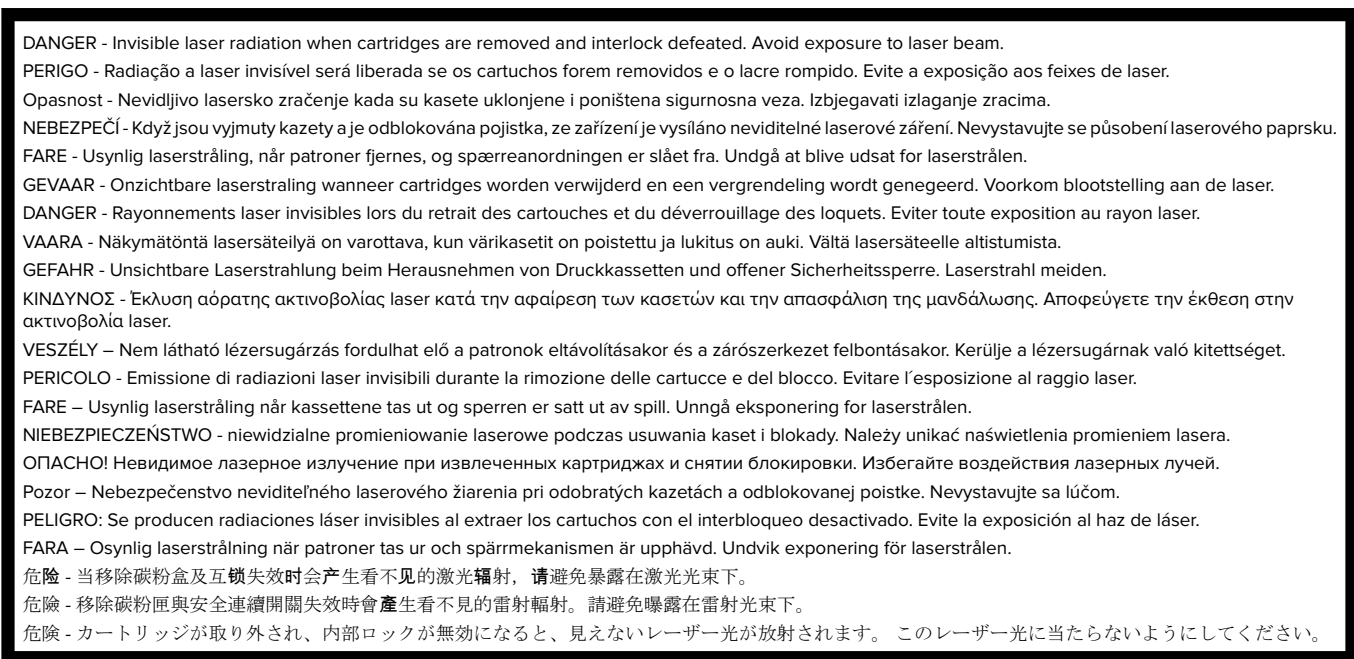 DANGER - Invisible laser radiation when cartridges are removed and interlock defeated. Avoid exposure to laser beam.
PERIGO - Radiação a laser invisível será liberada se os cartuchos forem removidos e o lacre rompido. Evite a exposição aos feixes de laser.
Opasnost - Nevidljivo lasersko zračenje kada su kasete uklonjene i poništena sigurnosna veza. Izbjegavati izlaganje zracima.
NEBEZPEČÍ - Když jsou vyjmuty kazety a je odblokována pojistka, ze zařízení je vysíláno neviditelné laserové záření. Nevystavujte se působení laserového paprsku.
FARE - Usynlig laserstråling, når patroner fjernes, og spærreanordningen er slået fra. Undgå at blive udsat for laserstrålen.
GEVAAR - Onzichtbare laserstraling wanneer cartridges worden verwijderd en een vergrendeling wordt genegeerd. Voorkom blootstelling aan de laser.
DANGER - Rayonnements laser invisibles lors du retrait des cartouches et du déverrouillage des loquets. Eviter toute exposition au rayon laser.
VAARA - Näkymätöntä lasersäteilyä on varottava, kun värikasetit on poistettu ja lukitus on auki. Vältä lasersäteelle altistumista.
GEFAHR - Unsichtbare Laserstrahlung beim Herausnehmen von Druckkassetten und offener Sicherheitssperre. Laserstrahl meiden.
ΚΙΝΔΥΝΟΣ - Έκλυση αόρατης ακτινοβολίας laser κατά την αφαίρεση των κασετών και την απασφάλιση της μανδάλωσης. Αποφεύγετε την έκθεση στην
ακτινοβολία laser.
VESZÉLY – Nem látható lézersugárzás fordulhat elő a patronok eltávolításakor és a zárószerkezet felbontásakor. Kerülje a lézersugárnak való kitettséget.
PERICOLO - Emissione di radiazioni laser invisibili durante la rimozione delle cartucce e del blocco. Evitare l´esposizione al raggio laser.
FARE – Usynlig laserstråling når kassettene tas ut og sperren er satt ut av spill. Unngå eksponering for laserstrålen.
NIEBEZPIECZEŃSTWO - niewidzialne promieniowanie laserowe podczas usuwania kaset i blokady. Należy unikać naświetlenia promieniem lasera.
ОПАСНО! Невидимое лазерное излучение при извлеченных картриджах и снятии блокировки. Избегайте воздействия лазерных лучей.
Pozor – Nebezpečenstvo neviditeľného laserového žiarenia pri odobratých kazetách a odblokovanej poistke. Nevystavujte sa lúčom.
PELIGRO: Se producen radiaciones láser invisibles al extraer los cartuchos con el interbloqueo desactivado. Evite la exposición al haz de láser.
FARA – Osynlig laserstrålning när patroner tas ur och spärrmekanismen är upphävd. Undvik exponering för laserstrålen.
危险 - 当移除碳粉盒及互锁失效时会产生看不见的激光辐射，请避免暴露在激光光束下。
危險 - 移除碳粉匣與安全連續開關失效時會產生看不見的雷射輻射。請避免曝露在雷射光束下。
危険 - カートリッジが取り外され、内部ロックが無効になると、見えないレーザー光が放射されます。 このレーザー光に当たらないようにしてください。